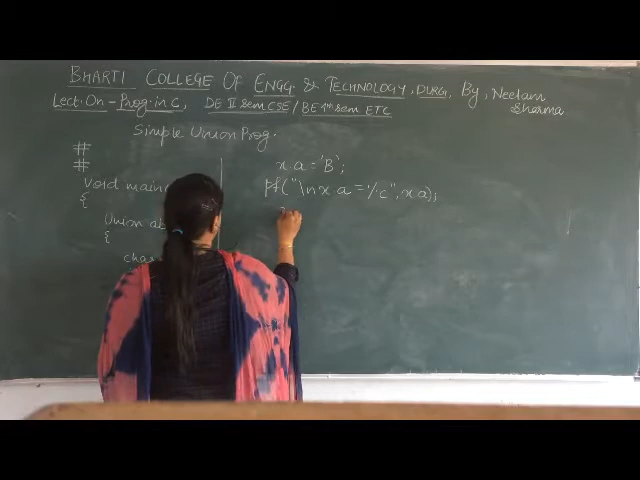 BHARTI COLLEGE OF ENGG. & TECHNOLOGY, DURG, By, Neelam Sharma
Lect. On - Prog. in C, DE II sem CSE / BE 1st sem ETC
Simple Union Prog.
#
#
Void main
{
Union ab
{
char
x.a = 'B';
pf("\n x.a = %c", x.a);